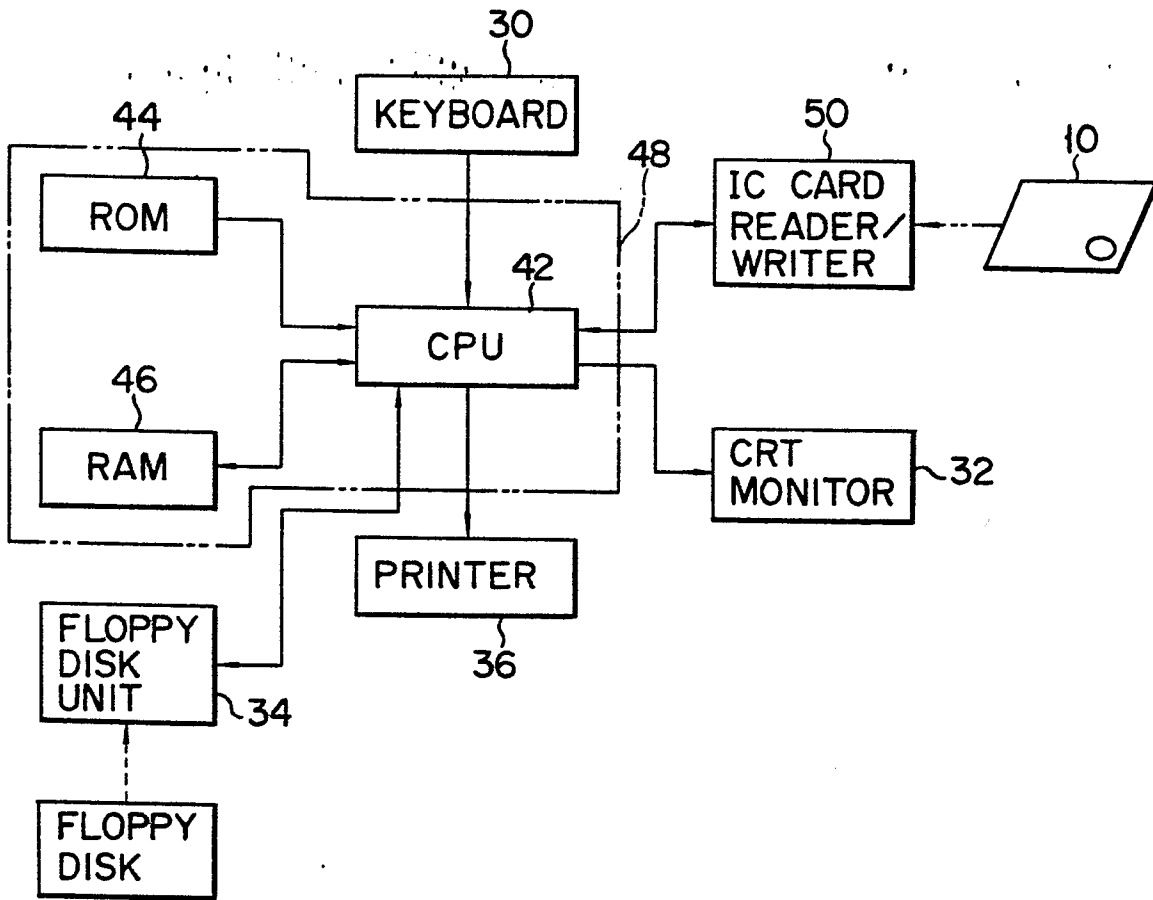 30
KEYBOARD
44
ROM
48
50
IC CARD
READER/
WRITER
10
42
CPU
46
RAM
CRT
MONITOR
32
PRINTER
36
FLOPPY
DISK
UNIT
34
FLOPPY
DISK